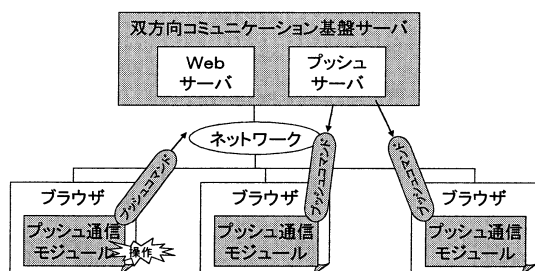 双方向コミュニケーション基盤サーバ
Web
サーバ
プッシュ
サーバ
ネットワーク
プッシュコマンド
プッシュコマンド
プッシュコマンド
ブラウザ
プッシュ通信
モジュール
操作
ブラウザ
プッシュ通信
モジュール
ブラウザ
プッシュ通信
モジュール